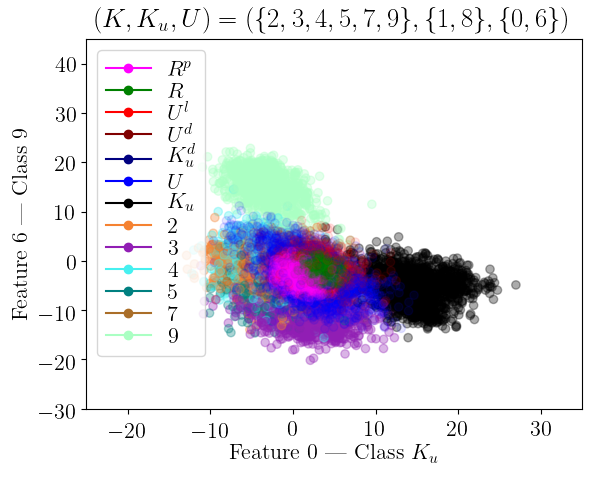 (K, K_u, U) = ({2, 3, 4, 5, 7, 9}, {1, 8}, {0, 6})
Feature 6 — Class 9
40
30
20
10
0
−10
−20
−30
R^p
R
U^l
U^d
K_u^d
U
K_u
2
3
4
5
7
9
−20 −10 0 10 20 30
Feature 0 — Class K_u